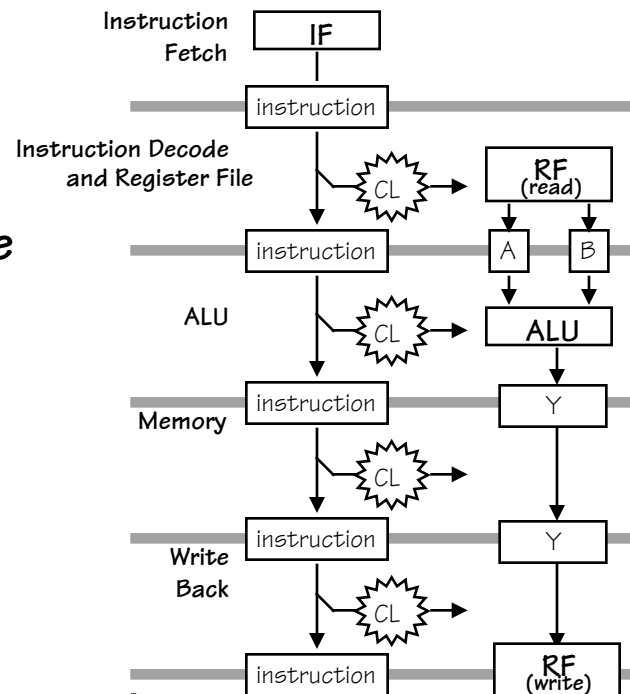 Instruction
Fetch
IF
instruction
Instruction Decode
and Register File
CL
RF
(read)
e
instruction
A
B
ALU
CL
ALU
instruction
Y
Memory
CL
instruction
Y
Write
Back
CL
instruction
RF
(write)